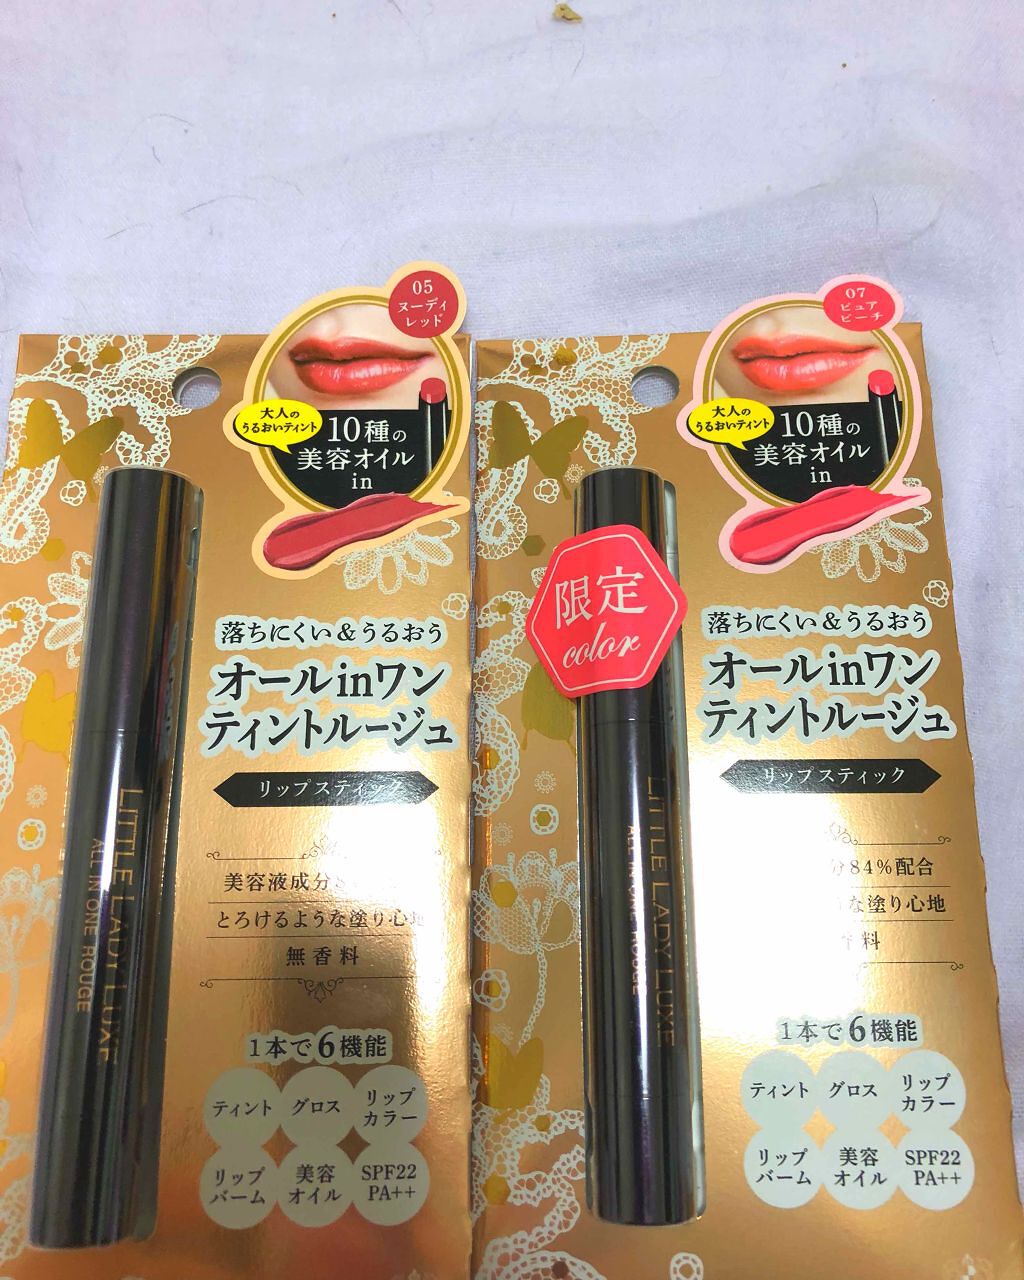 05
ヌーディ
レッド
大人の
うるおいティント
10種の
美容オイル
in
落ちにくい&うるおう
オールinワン
ティントルージュ
リップスティック
美容液成分
とろけるような塗り心地
無香料
1本で6機能
ティント グロス リップカラー
リップバーム 美容オイル SPF22 PA++
LITTLE LADY LUXE
ALL IN ONE ROUGE
07
ピュア
ピーチ
大人の
うるおいティント
10種の
美容オイル
in
限定
color
落ちにくい&うるおう
オールinワン
ティントルージュ
リップスティック
分84%配合
な塗り心地
料
1本で6機能
ティント グロス リップカラー
リップバーム 美容オイル SPF22 PA++
LITTLE LADY LUXE
ALL IN ONE ROUGE